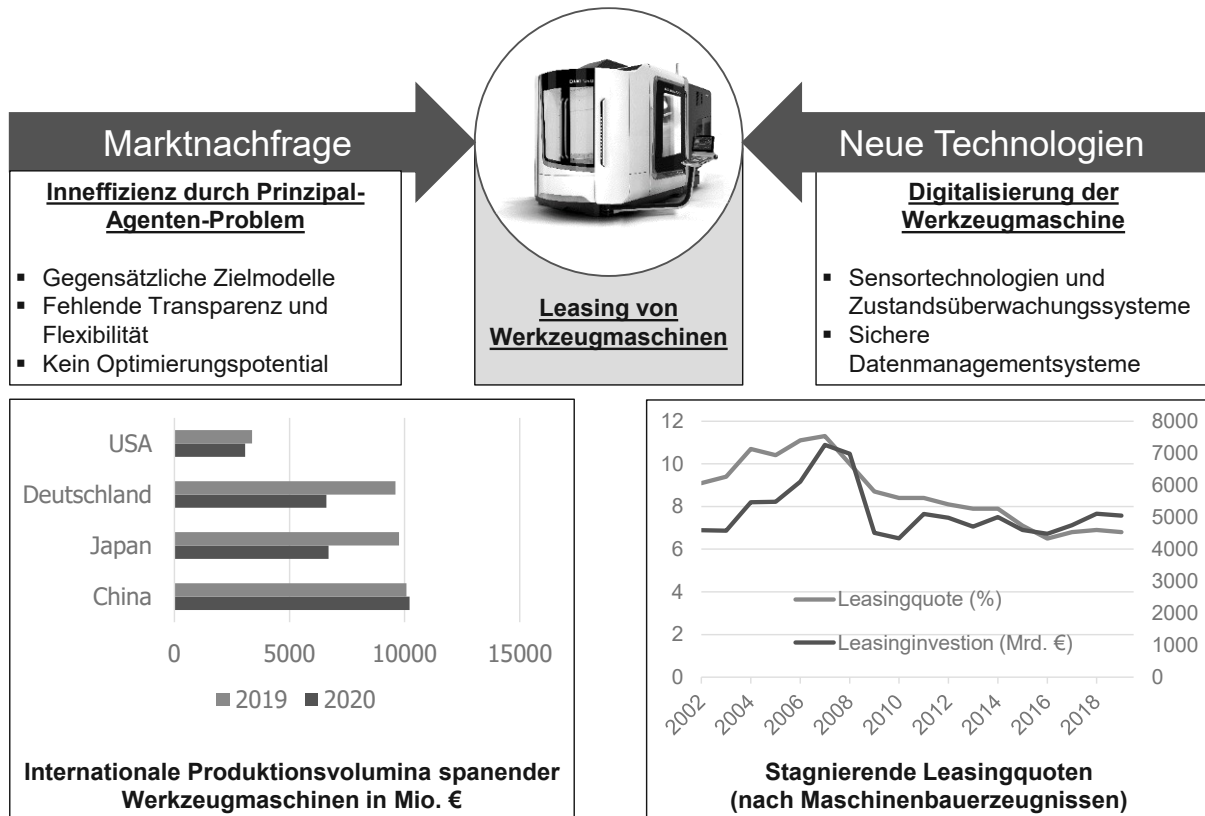 Marktnachfrage
Inneffizienz durch Prinzipal-
Agenten-Problem
▪ Gegensätzliche Zielmodelle
▪ Fehlende Transparenz und
Flexibilität
▪ Kein Optimierungspotential
Leasing von
Werkzeugmaschinen
Neue Technologien
Digitalisierung der
Werkzeugmaschine
▪ Sensortechnologien und
Zustandsüberwachungssysteme
▪ Sichere
Datenmanagementsysteme
USA
Deutschland
Japan
China
0 5000 10000 15000
2019 2020
Internationale Produktionsvolumina spanender
Werkzeugmaschinen in Mio. €
12 8000
10 7000
8 6000
6 5000
4 4000
2 3000
0 2000
1000
0
Leasingquote (%)
Leasinginvestion (Mrd. €)
2002 2004 2006 2008 2010 2012 2014 2016 2018
Stagnierende Leasingquoten
(nach Maschinenbauerzeugnissen)